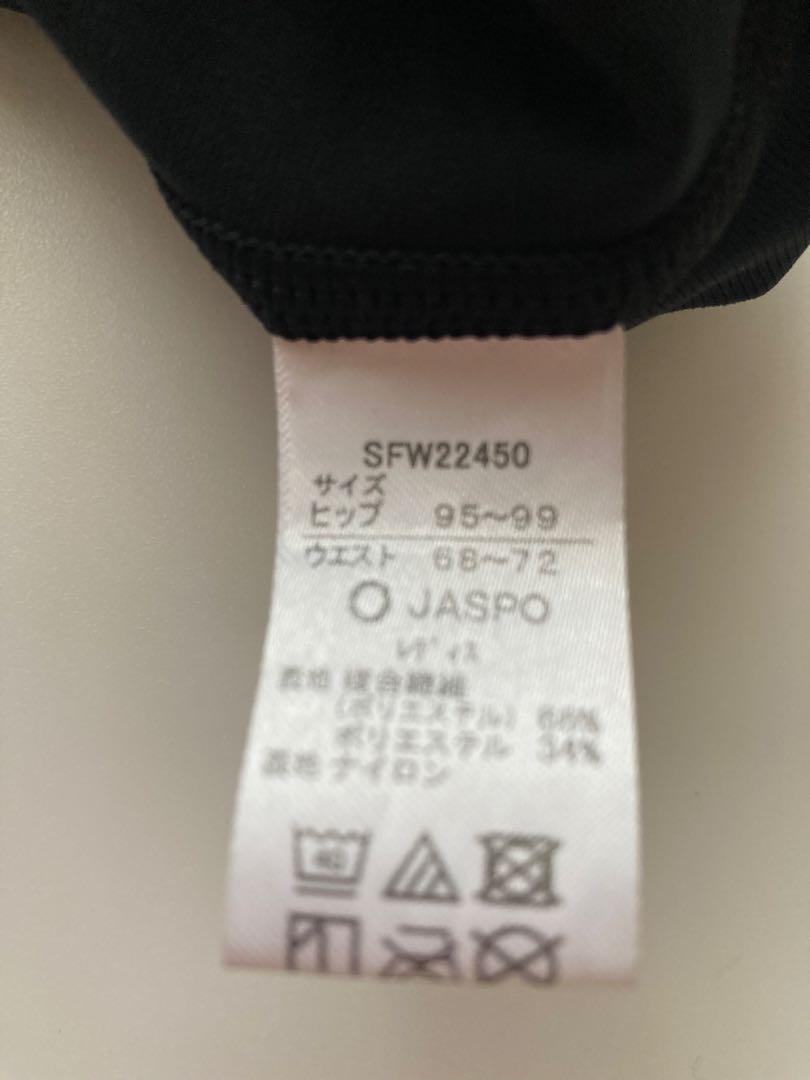 SFW22450
サイズ
ヒップ 95～99
ウエスト 68～72
JASPO
レディス
表地 複合繊維
(ポリエステル) 66%
ポリエステル 34%
裏地 ナイロン
40